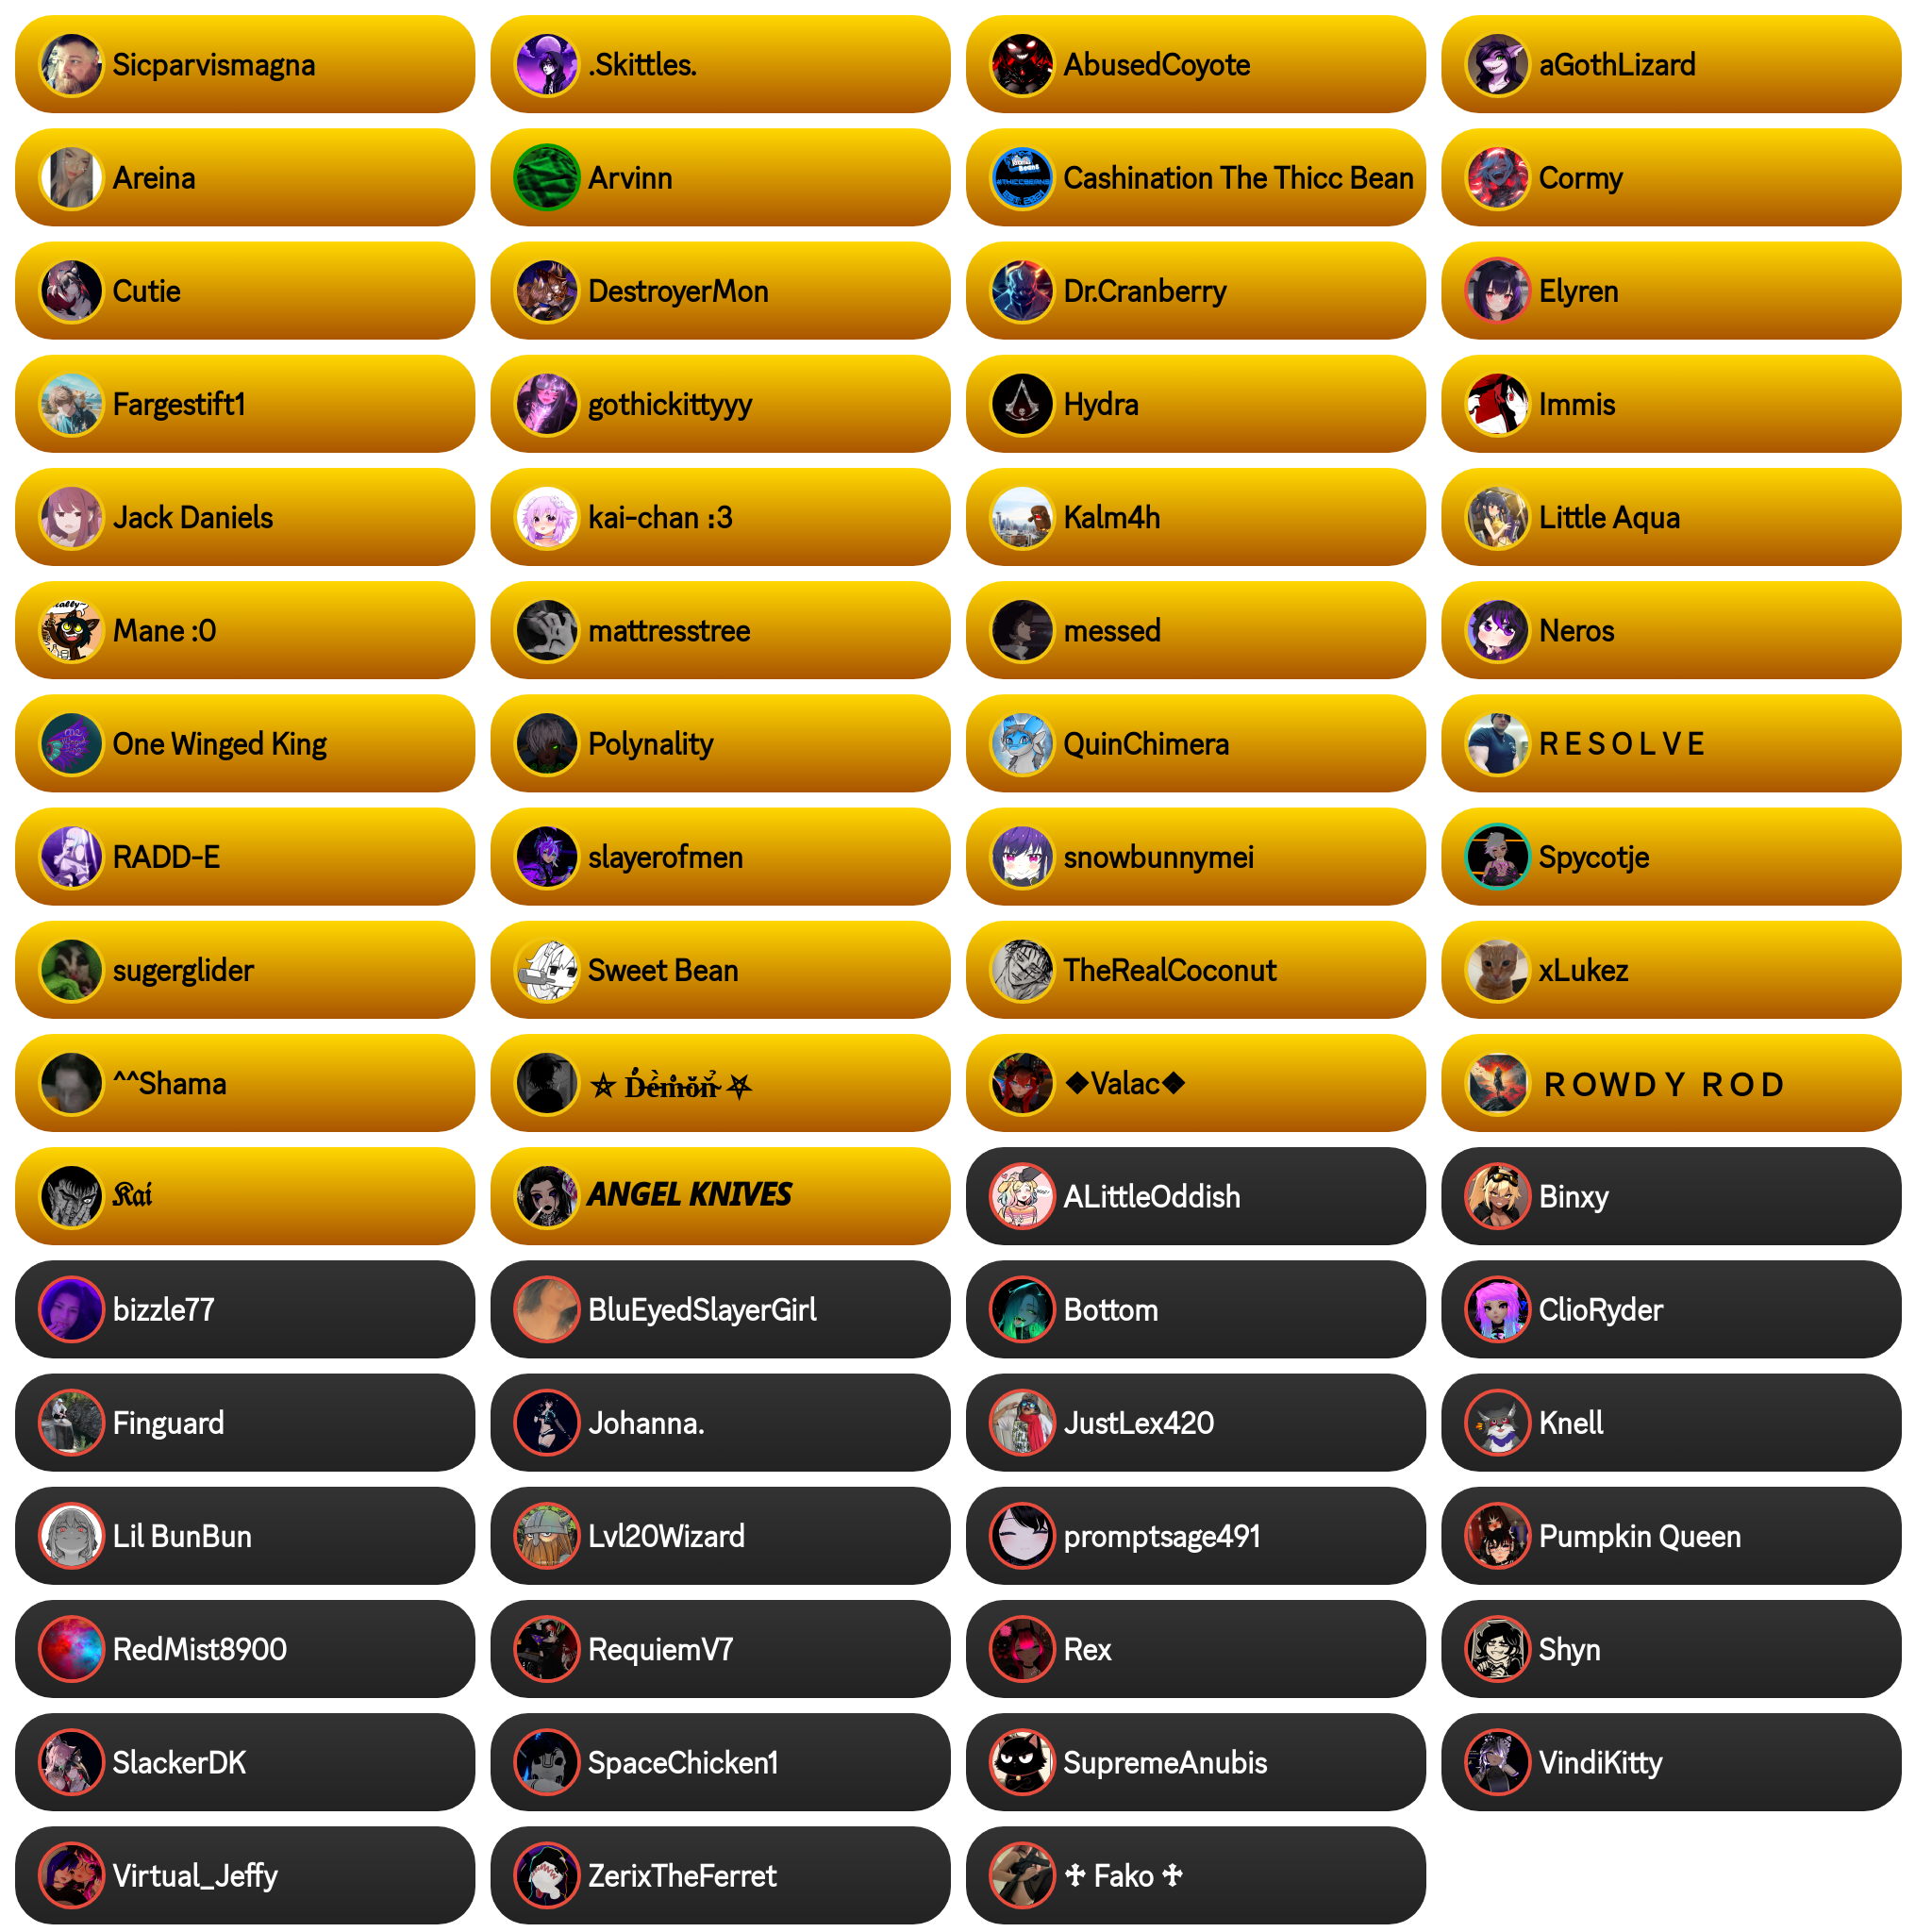 Sicparvismagna
.Skittles.
AbusedCoyote
aGothLizard
Areina
Arvinn
Cashination The Thicc Bean
Cormy
Cutie
DestroyerMon
Dr.Cranberry
Elyren
Fargestift1
gothickittyyy
Hydra
Immis
Jack Daniels
kai-chan :3
Kalm4h
Little Aqua
Mane :0
mattresstree
messed
Neros
One Winged King
Polynality
QuinChimera
R E S O L V E
RADD-E
slayerofmen
snowbunnymei
Spycotje
sugerglider
Sweet Bean
TheRealCoconut
xLukez
^^Shama
⛤ D̴̛è̴m̴̊ǒ̴n̴̉ ⛧
❖Valac❖
ＲＯＷＤＹ ＲＯＤ
𝕶𝖆𝖎
𝘼𝙉𝙂𝙀𝙇 𝙆𝙉𝙄𝙑𝙀𝙎
ALittleOddish
Binxy
bizzle77
BluEyedSlayerGirl
Bottom
ClioRyder
Finguard
Johanna.
JustLex420
Knell
Lil BunBun
Lvl20Wizard
promptsage491
Pumpkin Queen
RedMist8900
RequiemV7
Rex
Shyn
SlackerDK
SpaceChicken1
SupremeAnubis
VindiKitty
Virtual_Jeffy
ZerixTheFerret
♱ Fako ♱